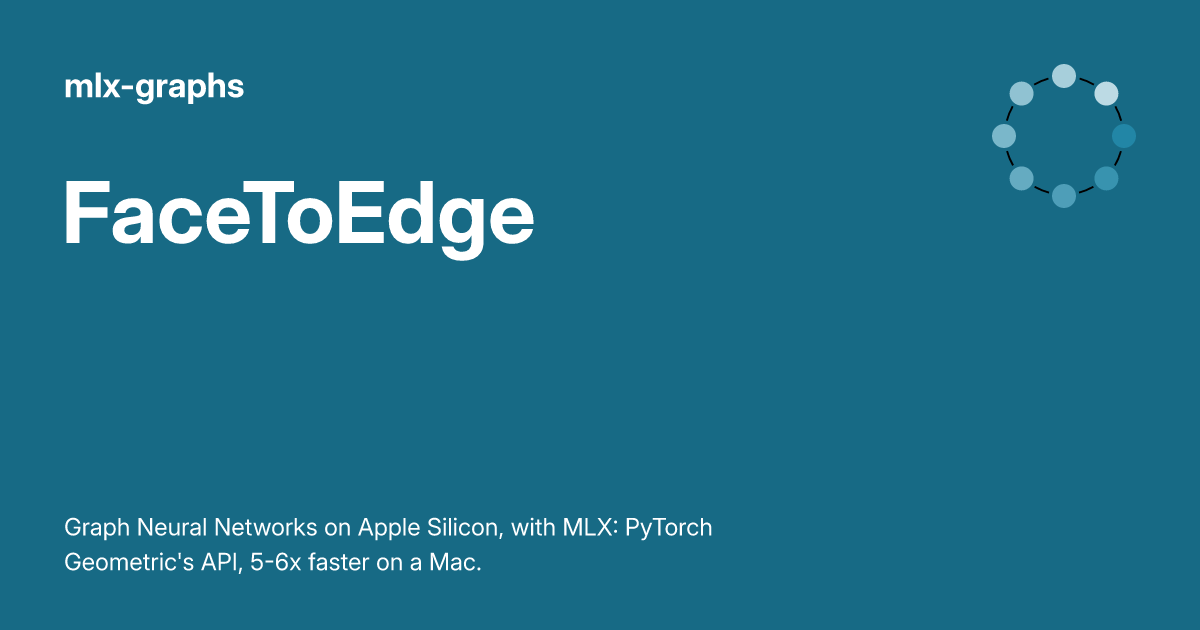 mlx-graphs
FaceToEdge
Graph Neural Networks on Apple Silicon, with MLX: PyTorch
Geometric's API, 5-6x faster on a Mac.